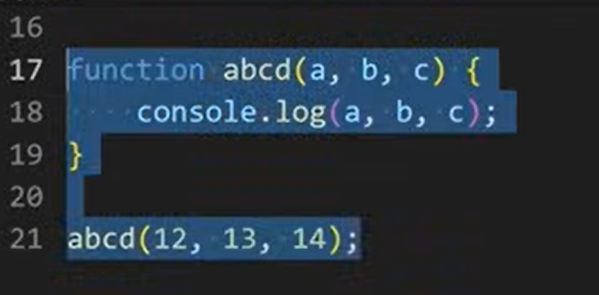 16
17 function abcd(a, b, c) {
18     console.log(a, b, c);
19 }
20
21 abcd(12, 13, 14);